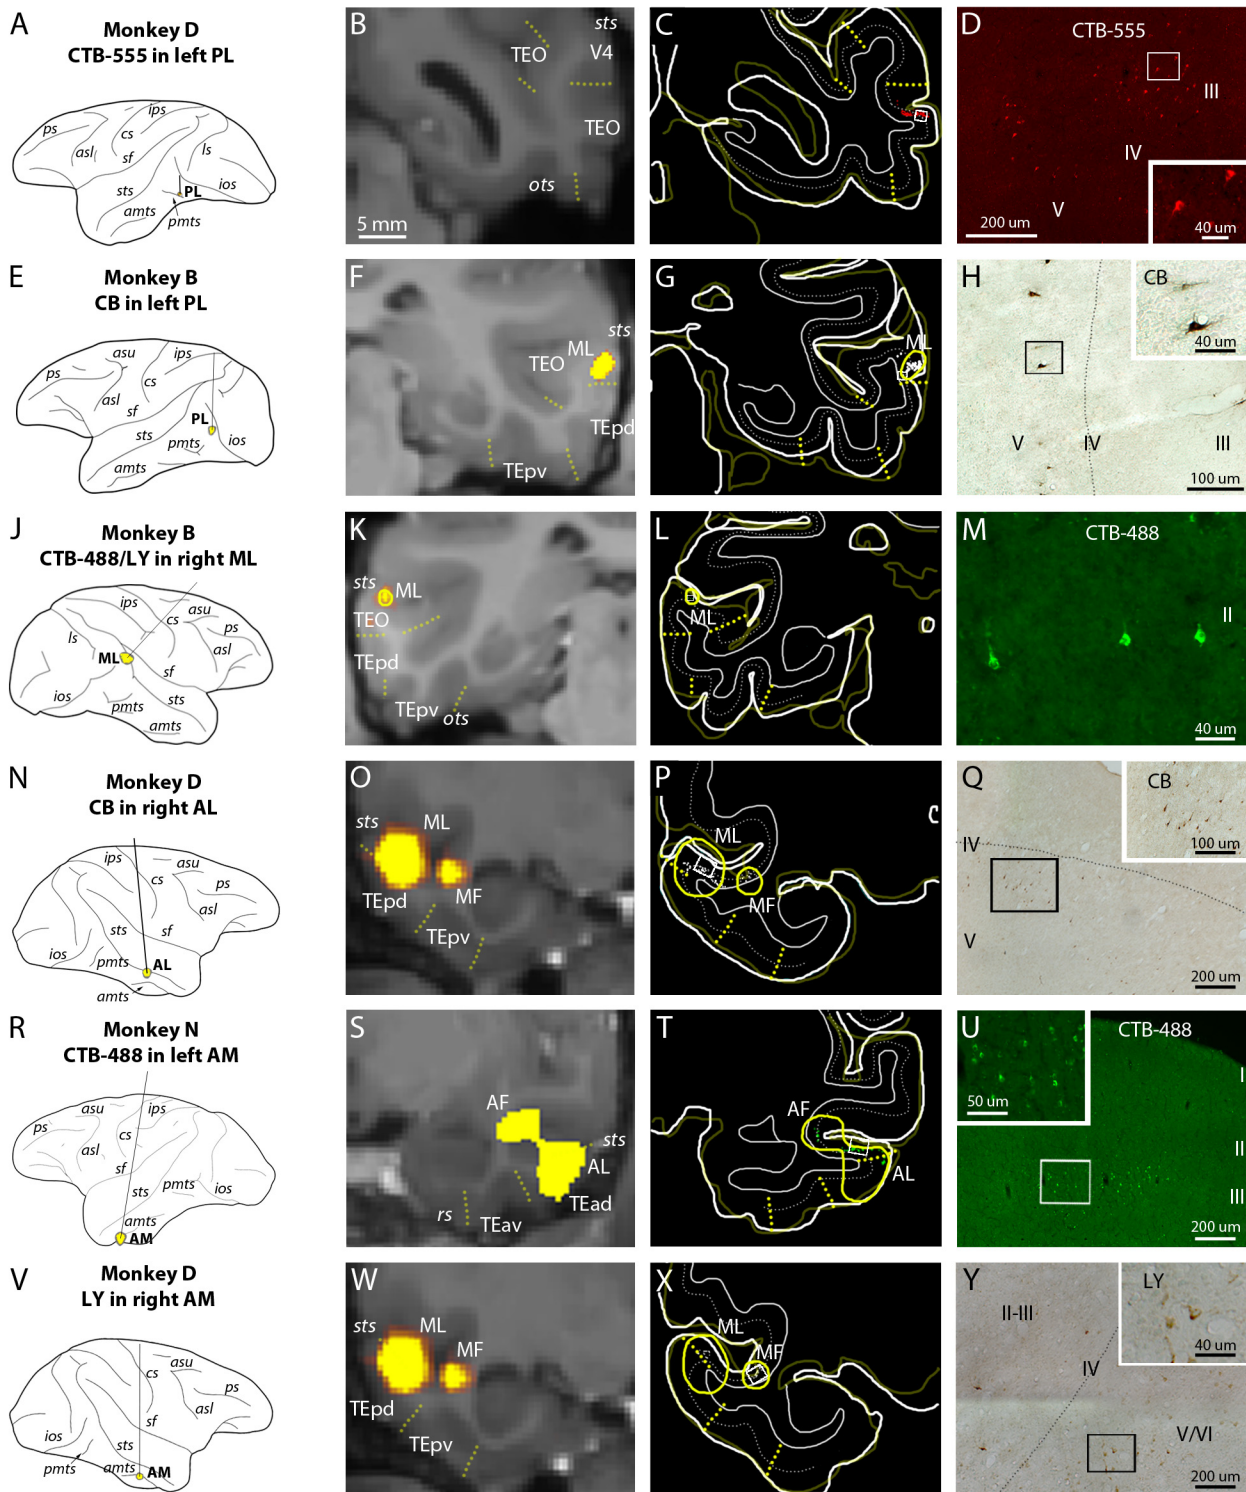 A
Monkey D
CTB-555 in left PL
ps
asl
cs
ips
sf
ls
sts
PL
ios
amts
pmts
B
sts
TEO
V4
TEO
ots
5 mm
C
D
CTB-555
III
IV
V
200 um
40 um
E
Monkey B
CB in left PL
asu
ips
ps
cs
asl
sf
PL
sts
pmts
ios
amts
F
sts
ML
TEO
TEpd
TEpv
G
ML
H
CB
40 um
V
IV
III
100 um
J
Monkey B
CTB-488/LY in right ML
ips
asu
cs
ps
ls
asl
ML
sf
ios
sts
pmts
amts
K
sts
ML
TEO
TEpd
TEpv
ots
L
ML
M
CTB-488
II
40 um
N
Monkey D
CB in right AL
ips
asu
cs
ps
asl
sts
sf
ios
pmts
AL
amts
O
sts
ML
MF
TEpd
TEpv
P
ML
MF
Q
CB
100 um
IV
V
200 um
R
Monkey N
CTB-488 in left AM
asu
ips
ps
cs
asl
sf
sts
pmts
ios
amts
AM
S
AF
sts
AL
TEad
rs
TEav
T
AF
AL
U
CTB-488
50 um
I
II
III
200 um
V
Monkey D
LY in right AM
asu
cs
ps
asl
sf
ios
sts
pmts
amts
AM
W
sts
ML
MF
TEpd
TEpv
X
ML
MF
Y
LY
40 um
II-III
IV
V/VI
200 um